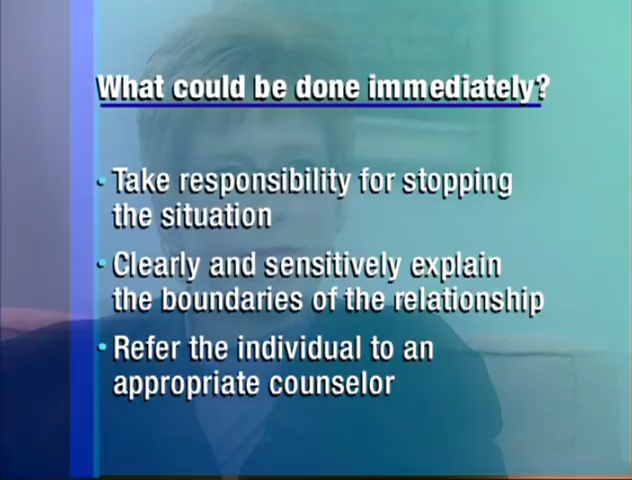 What could be done immediately?
• Take responsibility for stopping
the situation
• Clearly and sensitively explain
the boundaries of the relationship
• Refer the individual to an
appropriate counselor